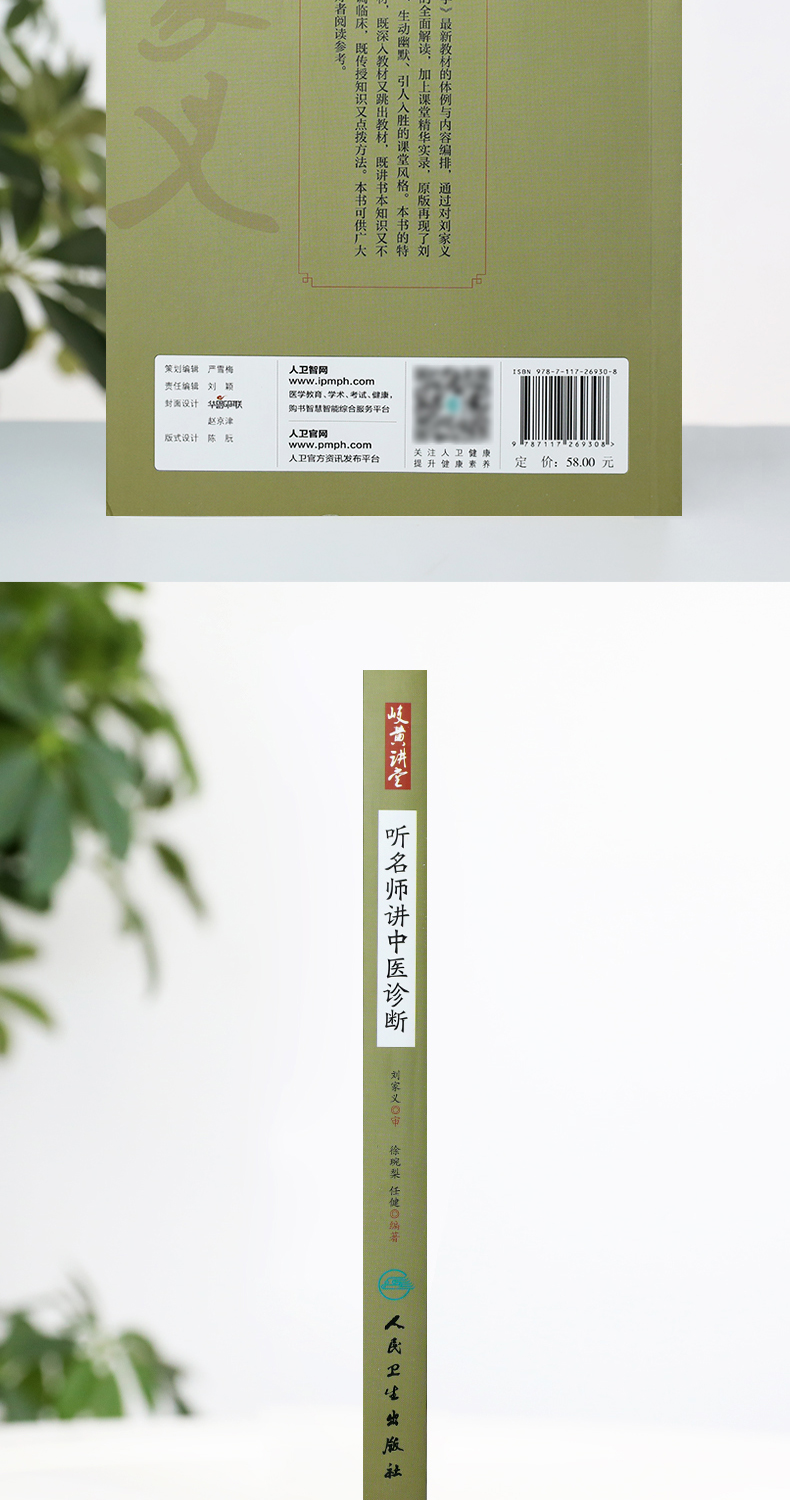 义
》最新教材的体例与内容编排，通过对刘家义
的全面解读，加上课堂精华实录，原版再现了刘
、生动幽默、引人入胜的课堂风格。本书的特
材，既深入教材又跳出教材，既讲书本知识又不
离临床，既传授知识又点拨方法。本书可供广大
好者阅读参考。
策划编辑 严雪梅
责任编辑 刘颖
封面设计 华图印联
赵京津
版式设计 陈 
人卫智网
www.ipmph.com
医学教育、学术、考试、健康，
购书智慧智能综合服务平台
人卫官网
www.pmph.com
人卫官方资讯发布平台
关注人卫健康
提升健康素养
ISBN 978-7-117-26930-8
9 787117 269308 >
定 价：58.00 元
岐黄讲堂
听名师讲中医诊断
刘家义◎审
徐琬梨 任健◎编著
人民卫生出版社